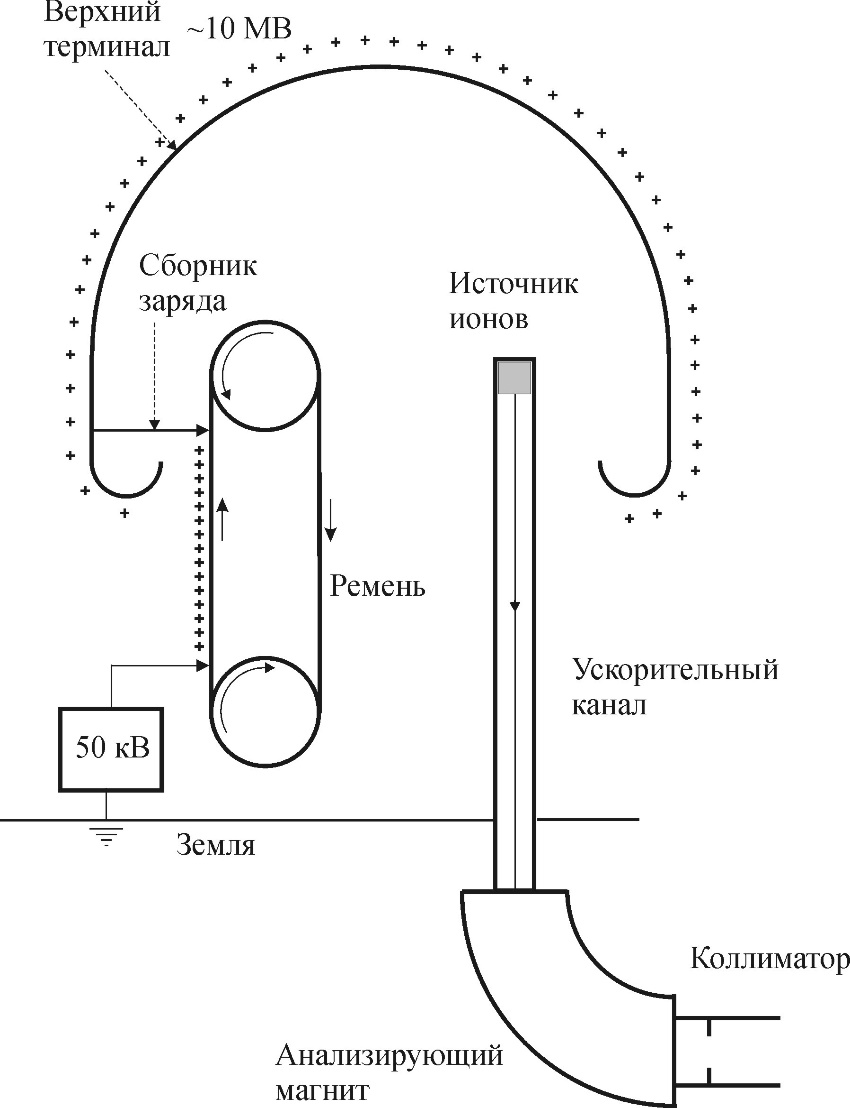 Верхний
терминал
~10 МВ
Сборник
заряда
Источник
ионов
Ремень
Ускорительный
канал
50 кВ
Земля
Коллиматор
Анализирующий
магнит